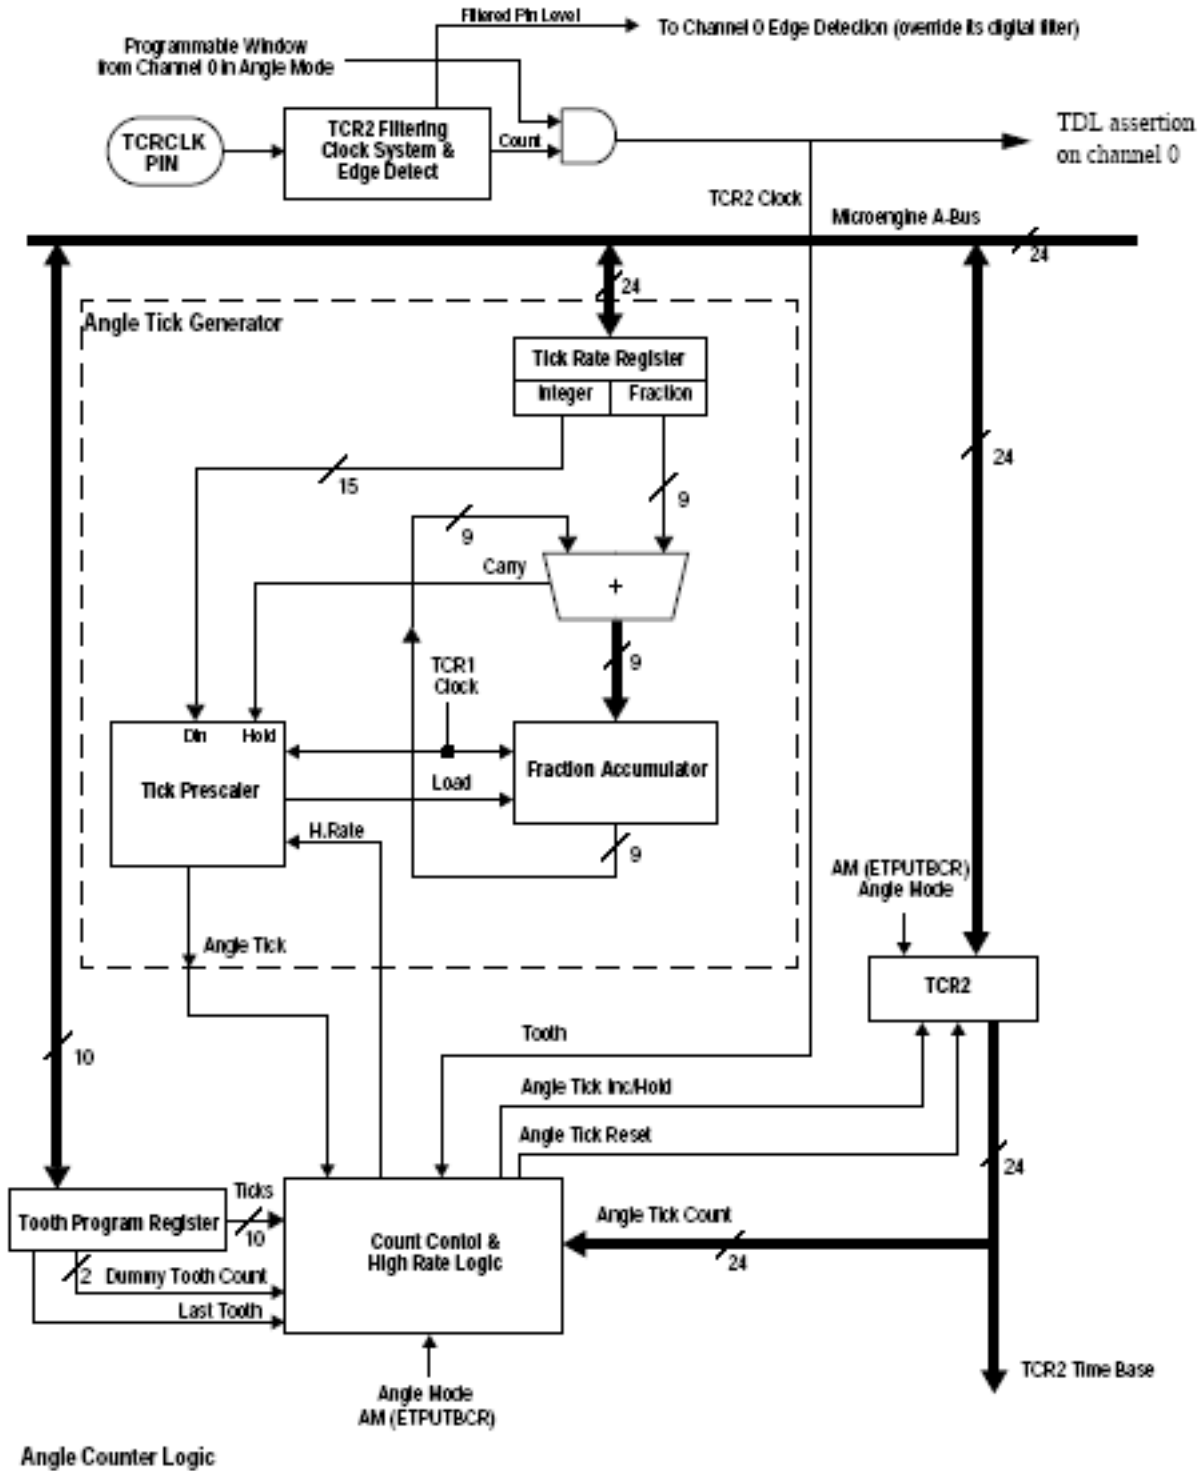 Filtered Pin Level
To Channel 0 Edge Detection (override its digital filter)
Programmable Window
from Channel 0 in Angle Mode
TCRCLK
PIN
TCR2 Filtering
Clock System &
Edge Detect
Count
TDL assertion
on channel 0
TCR2 Clock
Microengine A-Bus
24
24
Angle Tick Generator
Tick Rate Register
Integer
Fraction
24
15
9
9
Carry
+
9
TCR1
Clock
Din
Hold
Tick Prescaler
Load
Fraction Accumulator
H.Rate
9
AM (ETPUTBCR)
Angle Mode
Angle Tick
TCR2
10
Tooth
Angle Tick Inc/Hold
Angle Tick Reset
24
Tooth Program Register
Ticks
10
Count Contol &
High Rate Logic
Angle Tick Count
24
2
Dummy Tooth Count
Last Tooth
TCR2 Time Base
Angle Mode
AM (ETPUTBCR)
Angle Counter Logic